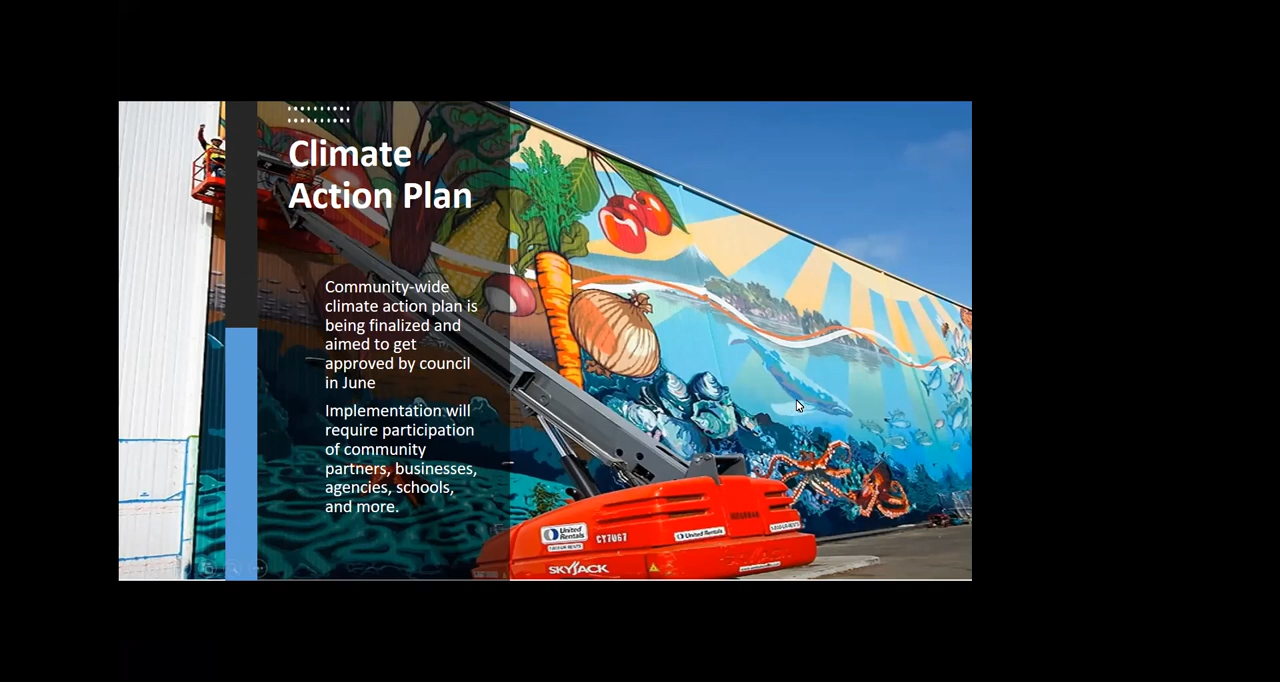 Climate
Action Plan
Community-wide
climate action plan is
being finalized and
aimed to get
approved by council
in June
Implementation will
require participation
of community
partners, businesses,
agencies, schools,
and more.
United
Rentals
CY7067
United Rentals
SKYJACK